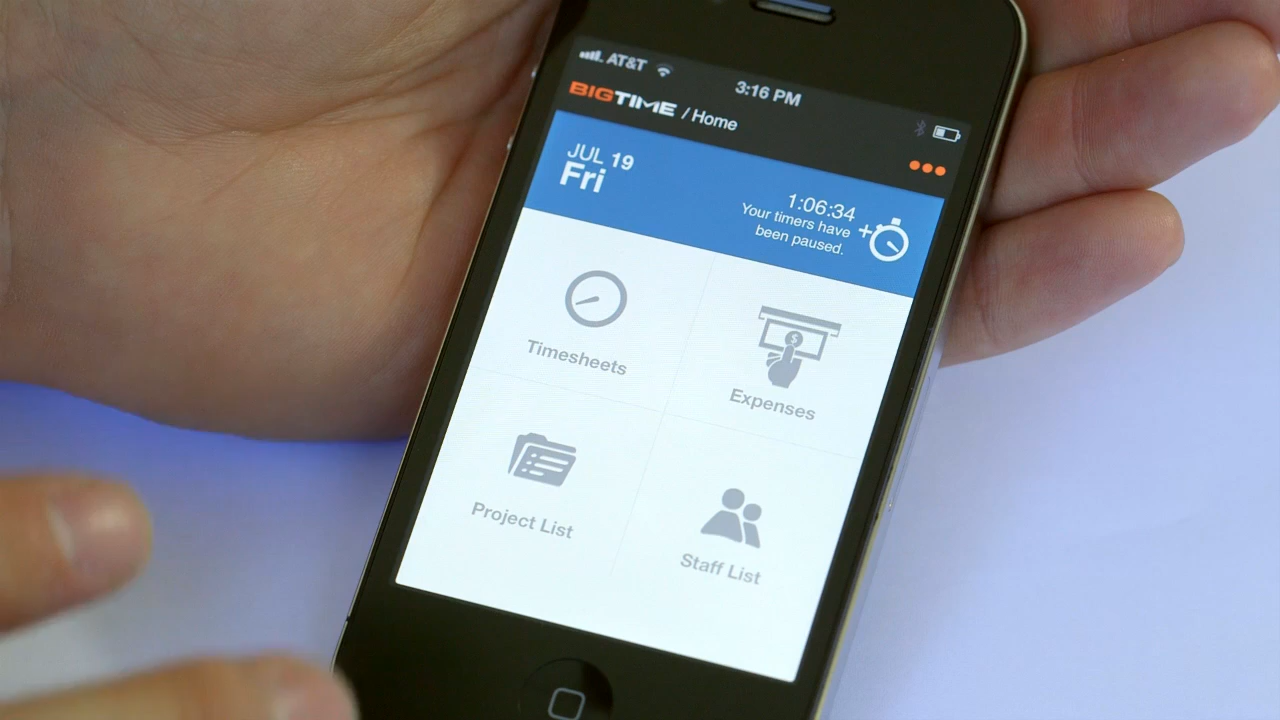 AT&T 3:16 PM
BIGTIME / Home
JUL 19
Fri
1:06:34
Your timers have
been paused.
Timesheets
Expenses
$
Project List
Staff List